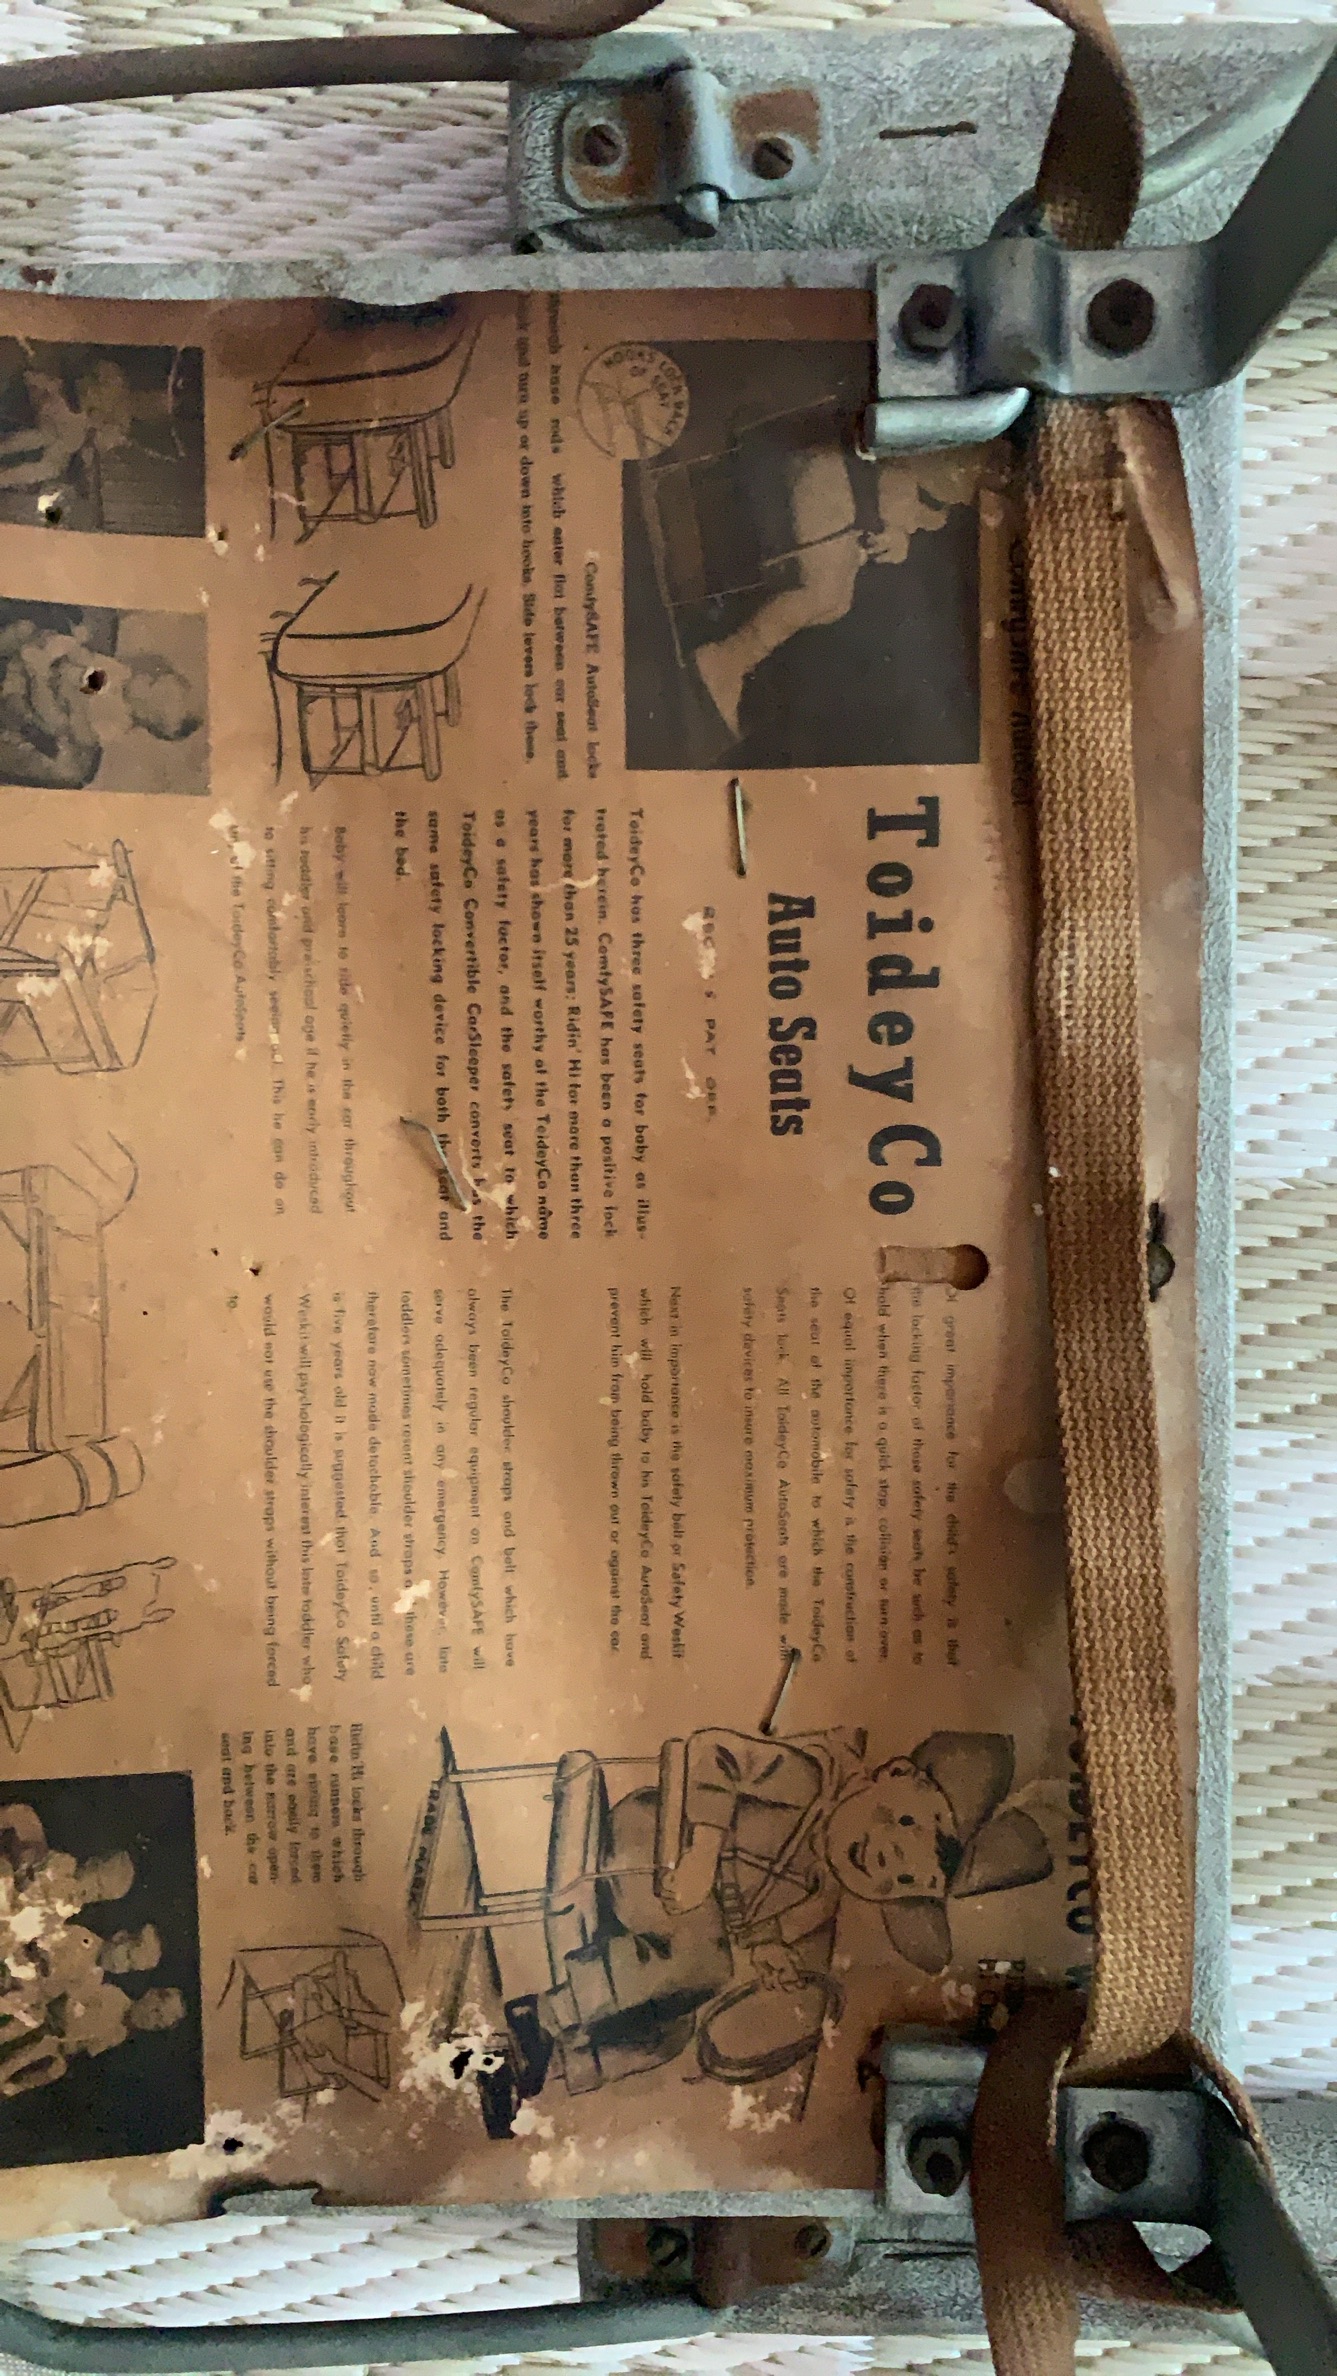 HOOKS LOCK BACK
TO SEAT
ComfySAFE AutoSeat locks
through base rods which enter flat between car seat and
and turn up or down into hooks. Side levers lock these.
ToideyCo
Auto Seats
PAT OFF.
ToideyCo has three safety seats for baby as illus-
trated herein. ComfySAFE has been a positive lock
for more than 25 years; Ridin' Hi for more than three
years has shown itself worthy of the ToideyCo name
as a safety factor, and the safety seat to which
ToideyCo Convertible CarSleeper converts has the
same safety locking device for both the seat and
the bed.
Baby will learn to ride quietly in the car throughout
his toddler and pre-school age if he is early introduced
to sitting comfortably seatened. This he can do on
of the ToideyCo AutoSeats.
Of great importance for the child's safety is that
the locking factor of these safety seats be such as to
hold when there is a quick stop, collision or turn over.
Of equal importance for safety is the construction of
the seat of the automobile to which the ToideyCo
Seats lock. All ToideyCo AutoSeats are made with
safety devices to insure maximum protection.
Next in importance is the safety belt or Safety Weskit
which will hold baby to his ToideyCo AutoSeat and
prevent him from being thrown out or against the car.
The ToideyCo shoulder straps and belt which have
always been regular equipment on ComfySAFE will
serve adequately in any emergency. However, late
toddlers sometimes resent shoulder straps so these are
therefore now made detachable. And so, until a child
is five years old it is suggested that ToideyCo Safety
Weskit will psychologically interest this late toddler who
would not use the shoulder straps without being forced
to.
TRADE MARK
Ridin' Hi locks through
base runners which
have spring to them
and are easily forced
into the narrow open-
ing between the car
seat and back.